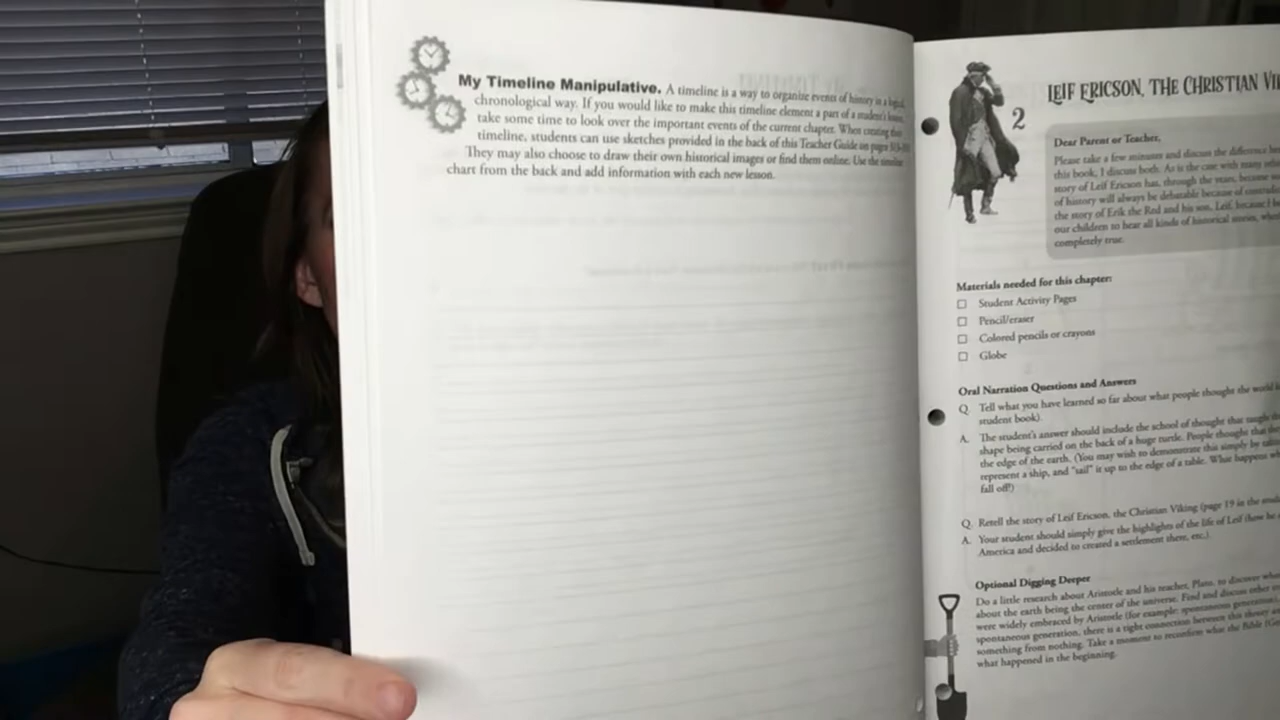 My Timeline Manipulative. A timeline is a way to organize events of history in a logical,
chronological way. If you would like to make this timeline element a part of a student's lesson,
take some time to look over the important events of the current chapter. When creating this
timeline, students can use sketches provided in the back of this Teacher Guide on pages
They may also choose to draw their own historical images or find them online. Use the timeline
chart from the back and add information with each new lesson.
2
LEIF ERICSON, THE CHRISTIAN VI
Dear Parent or Teacher,
Please take a few minutes and discuss the difference be
this book, I discuss both. As is the case with many othe
story of Leif Ericson has, through the years, become
of history will always be debatable because of
the story of Erik the Red and his son, Leif, because I
our children to hear all kinds of historical stories,
completely true.
Materials needed for this chapter:
Student Activity Pages
Pencil/eraser
Colored pencils or crayons
Globe
Oral Narration Questions and Answers
Q. Tell what you have learned so far about what people thought the world
student book).
A. The student's answer should include the school of thought that taught
shape being carried on the back of a huge turtle. People thought that
the edge of the earth. (You may wish to demonstrate this simply by
represent a ship, and "sail" it up to the edge of a table. What happens
fall off!)
Q. Retell the story of Leif Ericson, the Christian Viking (page 19 in the
A. Your student should simply give the highlights of the life of Leif (how he
America and decided to created a settlement there, etc.).
Optional Digging Deeper
Do a little research about Aristotle and his teacher, Plato, to discover
about the earth being the center of the universe. Find and discuss other
were widely embraced by Aristotle (for example: spontaneous generation
spontaneous generation, there is a tight connection between this theory
something from nothing. Take a moment to reconfirm what the Bible (Ge
what happened in the beginning.